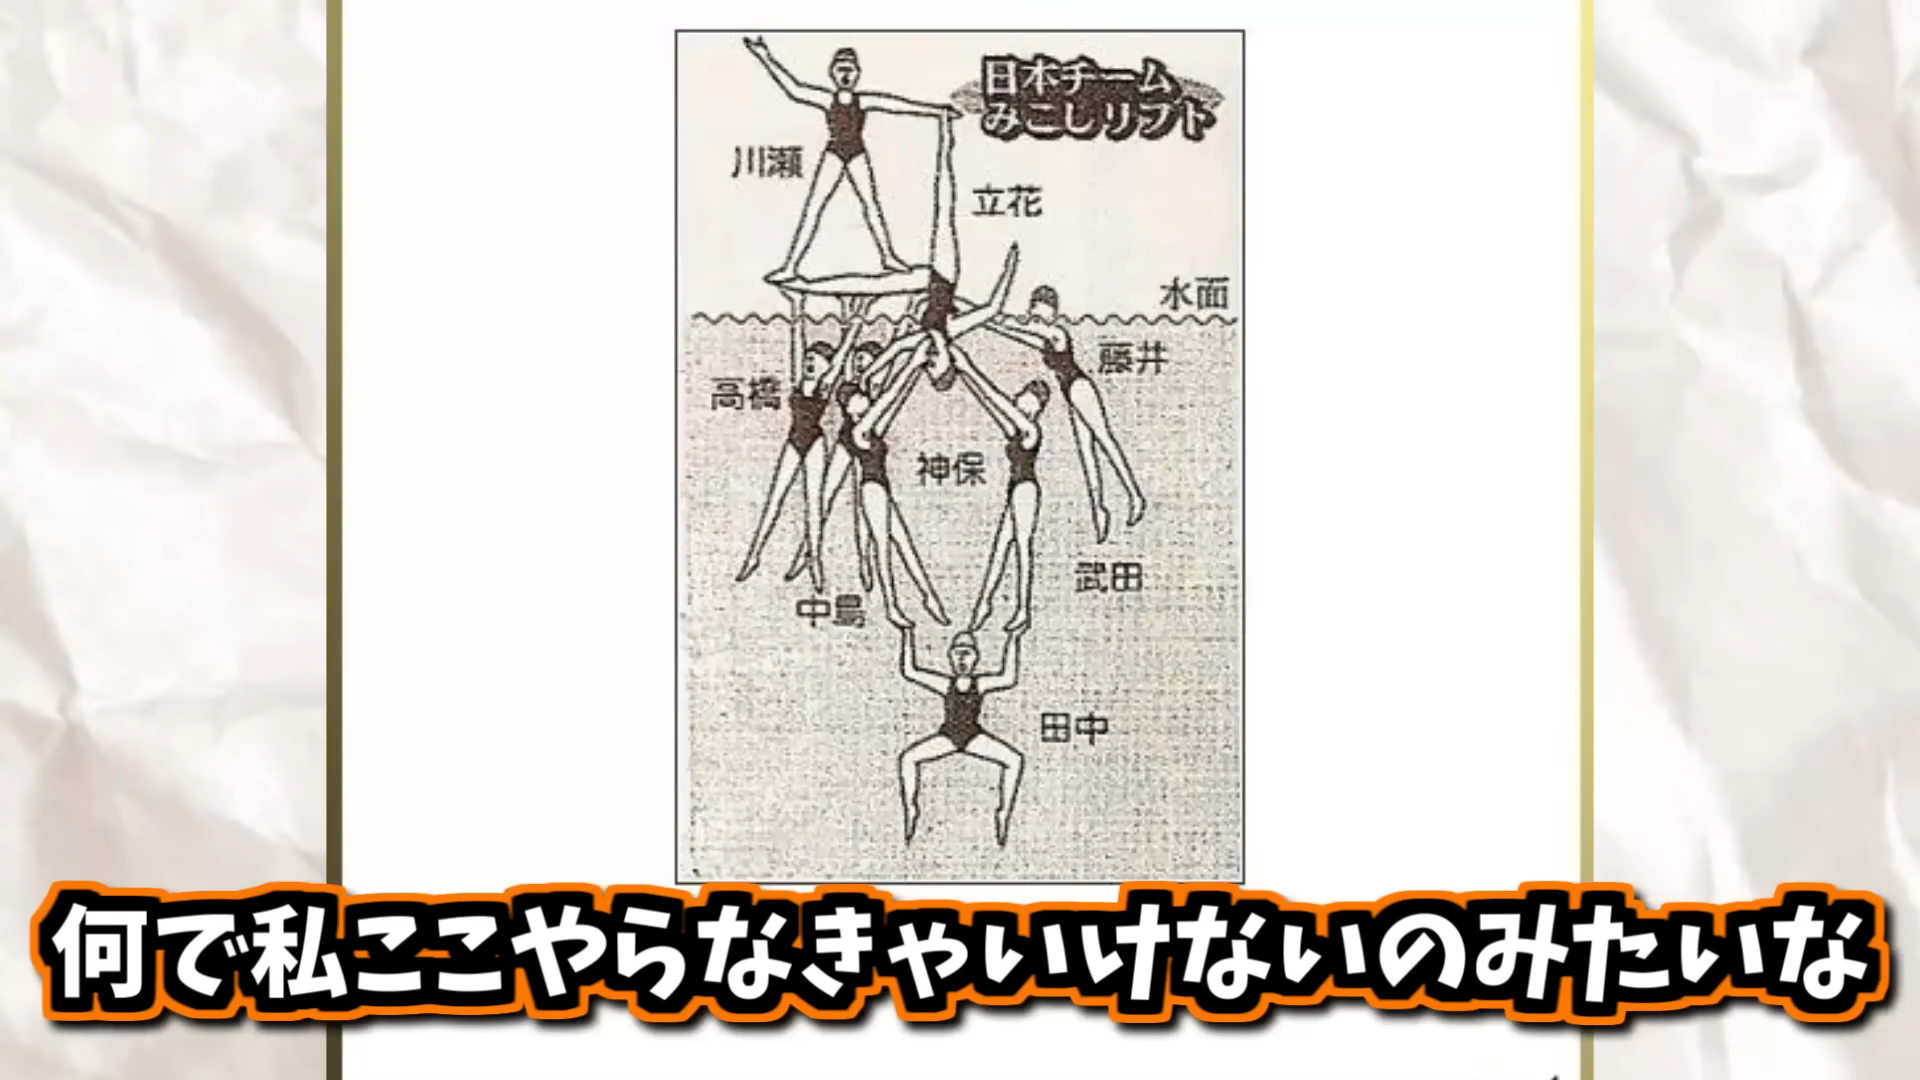 日本チーム
みこしリフト
川瀬
立花
水面
藤井
高橋
神保
武田
中島
田中
何で私ここやらなきゃいけないのみたいな